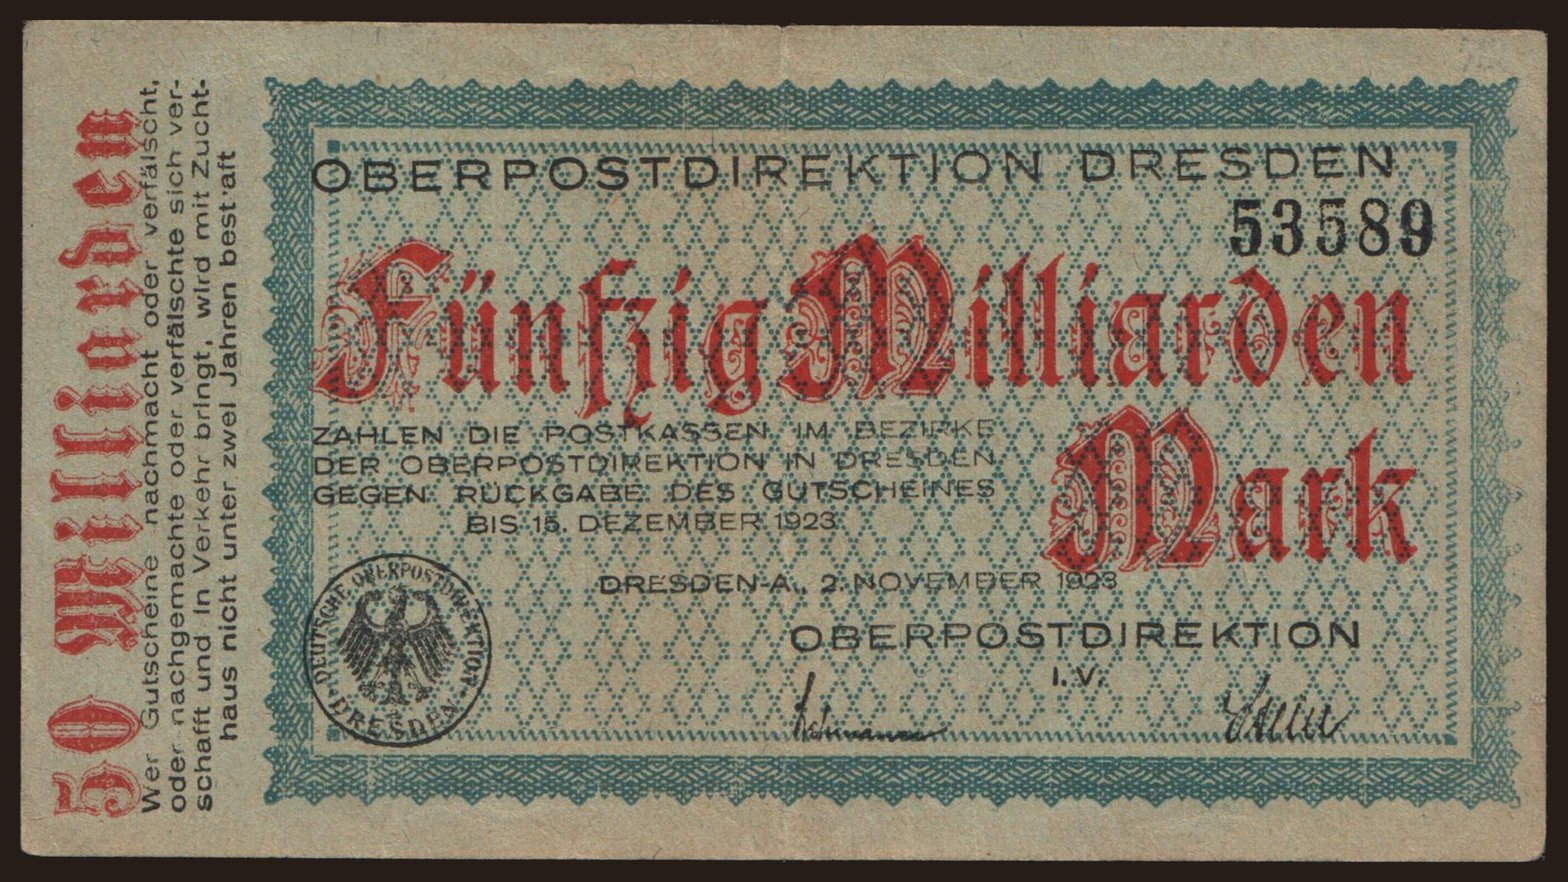 50 Milliarden
Wer Gutscheine nachmacht oder verfälscht,
oder nachgemachte oder verfälschte sich ver-
schafft und in Verkehr bringt, wird mit Zucht-
haus nicht unter zwei Jahren bestraft
OBERPOSTDIREKTION DRESDEN
53589
Fünfzig Milliarden
Mark
ZAHLEN DIE POSTKASSEN IM BEZIRKE
DER OBERPOSTDIREKTION IN DRESDEN
GEGEN RÜCKGABE DES GUTSCHEINES
BIS 15. DEZEMBER 1923
DRESDEN-A., 2. NOVEMBER 1923
OBERPOSTDIREKTION
I.V.
DEUTSCHE OBERPOSTDIREKTION
DRESDEN